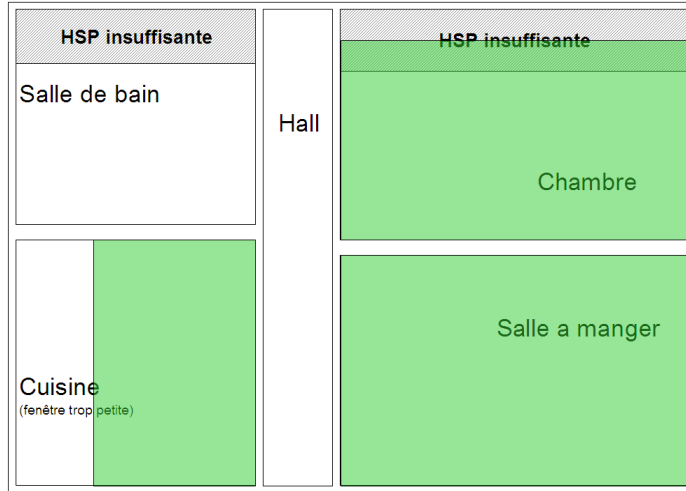 HSP insuffisante
HSP insuffisante
Salle de bain
Hall
Chambre
Salle a manger
Cuisine
(fenêtre trop petite)